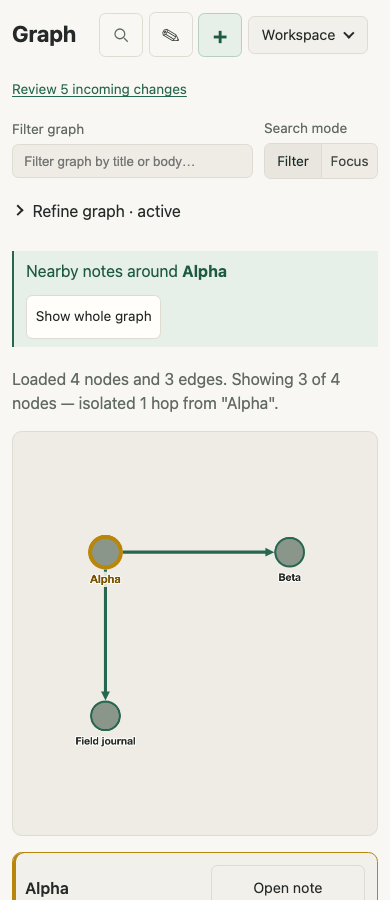 Graph
Workspace
Review 5 incoming changes
Filter graph
Search mode
Filter graph by title or body...
Filter
Focus
Refine graph · active
Nearby notes around Alpha
Show whole graph
Loaded 4 nodes and 3 edges. Showing 3 of 4
nodes — isolated 1 hop from "Alpha".
Alpha
Beta
Field journal
Alpha
Open note